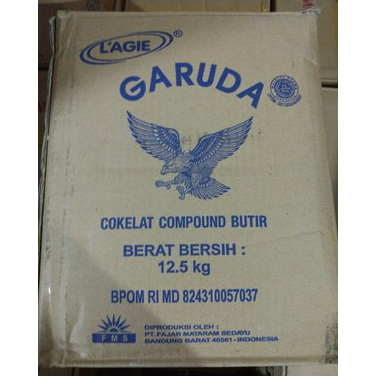 L'AGIE ®
GARUDA
COKELAT COMPOUND BUTIR
BERAT BERSIH :
12.5 kg
BPOM RI MD 824310057037
FMS
DIPRODUKSI OLEH :
PT. FAJAR MATARAM SEDAYU
BANDUNG BARAT 40561 - INDONESIA